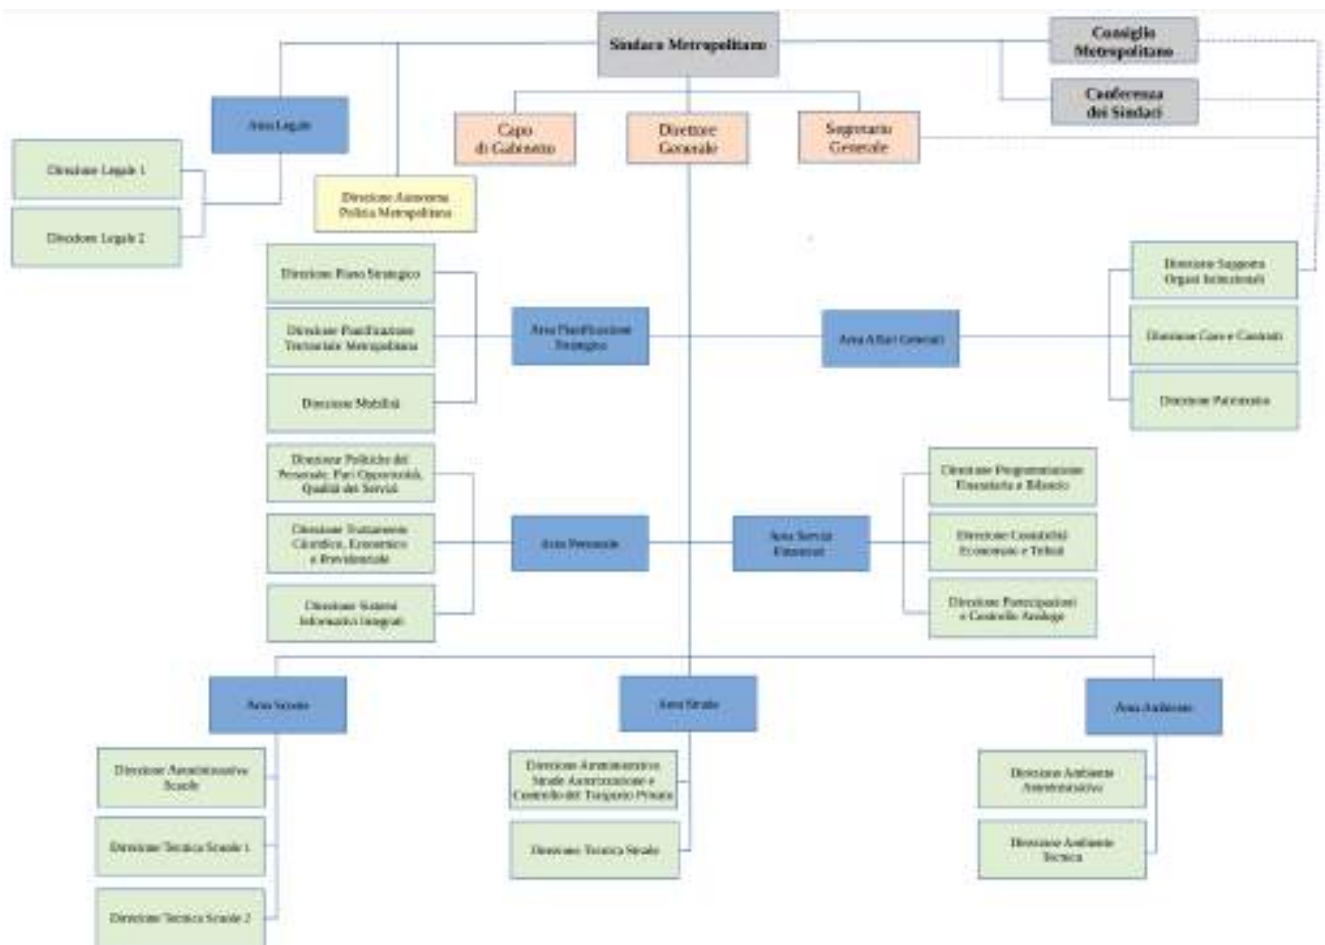 Sindaco Metropolitano
Consiglio
Metropolitano
Conferenza
dei Sindaci
Area Legale
Capo
di Gabinetto
Direttore
Generale
Segretario
Generale
Direzione Legale 1
Direzione Legale 2
Direzione Autonoma
Polizia Metropolitana
Direzione Piano Strategico
Direzione Pianificazione
Territoriale Metropolitana
Direzione Mobilità
Area Pianificazione
Strategica
Area Affari Generali
Direzione Supporto
Organi Istituzionali
Direzione Gare e Contratti
Direzione Patrimonio
Direzione Politiche del
Personale, Pari Opportunità,
Qualità dei Servizi
Direzione Trattamento
Giuridico, Economico
e Previdenziale
Direzione Sistemi
Informativi Integrati
Area Personale
Area Servizi
Finanziari
Direzione Programmazione
Finanziaria e Bilancio
Direzione Contabilità
Economato e Tributi
Direzione Partecipazioni
e Controllo Analogo
Area Scuole
Area Strade
Area Ambiente
Direzione Amministrativa
Scuole
Direzione Tecnica Scuole 1
Direzione Tecnica Scuole 2
Direzione Amministrativa
Strade Autorizzazione e
Controllo del Trasporto Privato
Direzione Tecnica Strade
Direzione Ambiente
Amministrativa
Direzione Ambiente
Tecnica